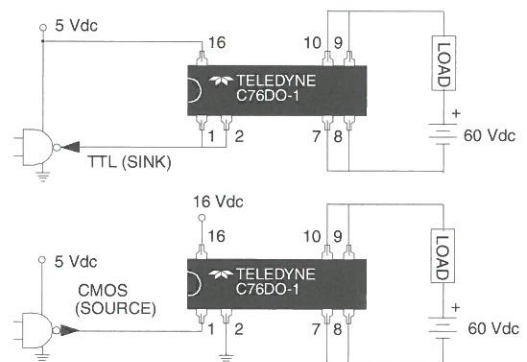 5 Vdc
16
10 9
LOAD
TELEDYNE
C76DO-1
+
1 2
7 8
60 Vdc
TTL (SINK)
16 Vdc
16
10 9
5 Vdc
LOAD
TELEDYNE
C76DO-1
CMOS
(SOURCE)
+
1 2
7 8
60 Vdc